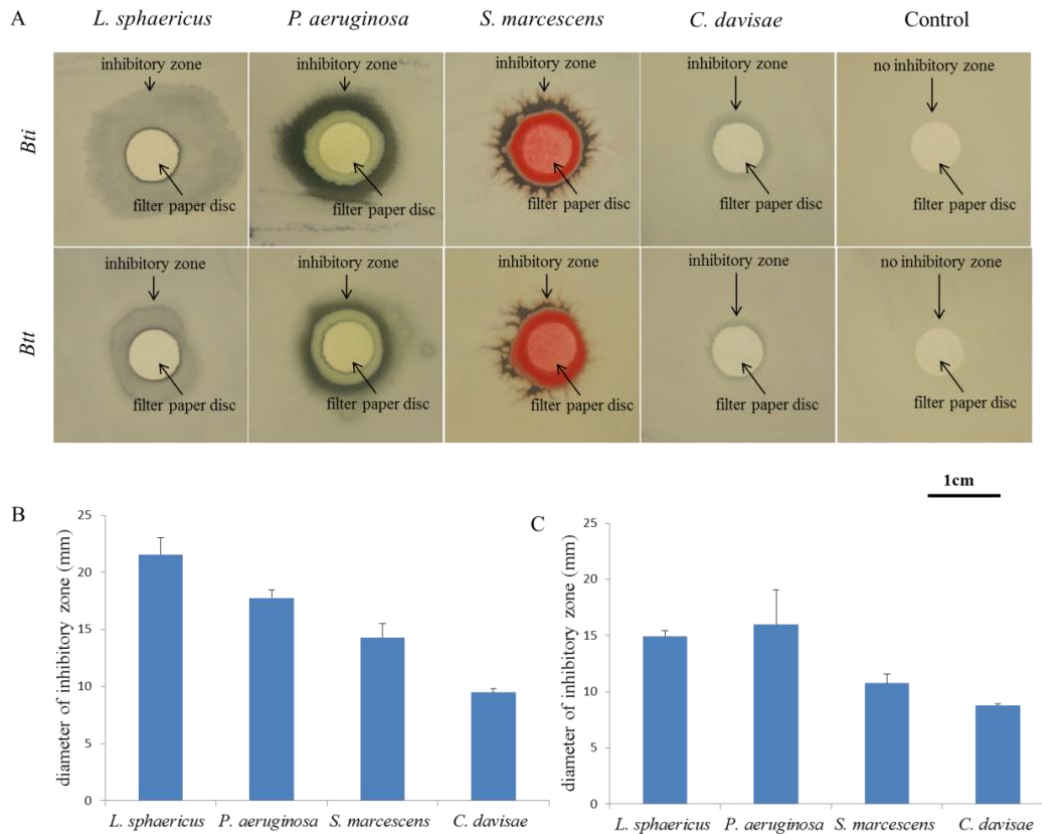 A
L. sphaericus P. aeruginosa S. marcescens C. davisae Control
Bti
inhibitory zone inhibitory zone inhibitory zone inhibitory zone no inhibitory zone
filter paper disc filter paper disc filter paper disc filter paper disc filter paper disc
Btt
inhibitory zone inhibitory zone inhibitory zone inhibitory zone no inhibitory zone
filter paper disc filter paper disc filter paper disc filter paper disc filter paper disc
1cm
B
diameter of inhibitory zone (mm)
25
20
15
10
5
0
L. sphaericus P. aeruginosa S. marcescens C. davisae
C
diameter of inhibitory zone (mm)
25
20
15
10
5
0
L. sphaericus P. aeruginosa S. marcescens C. davisae